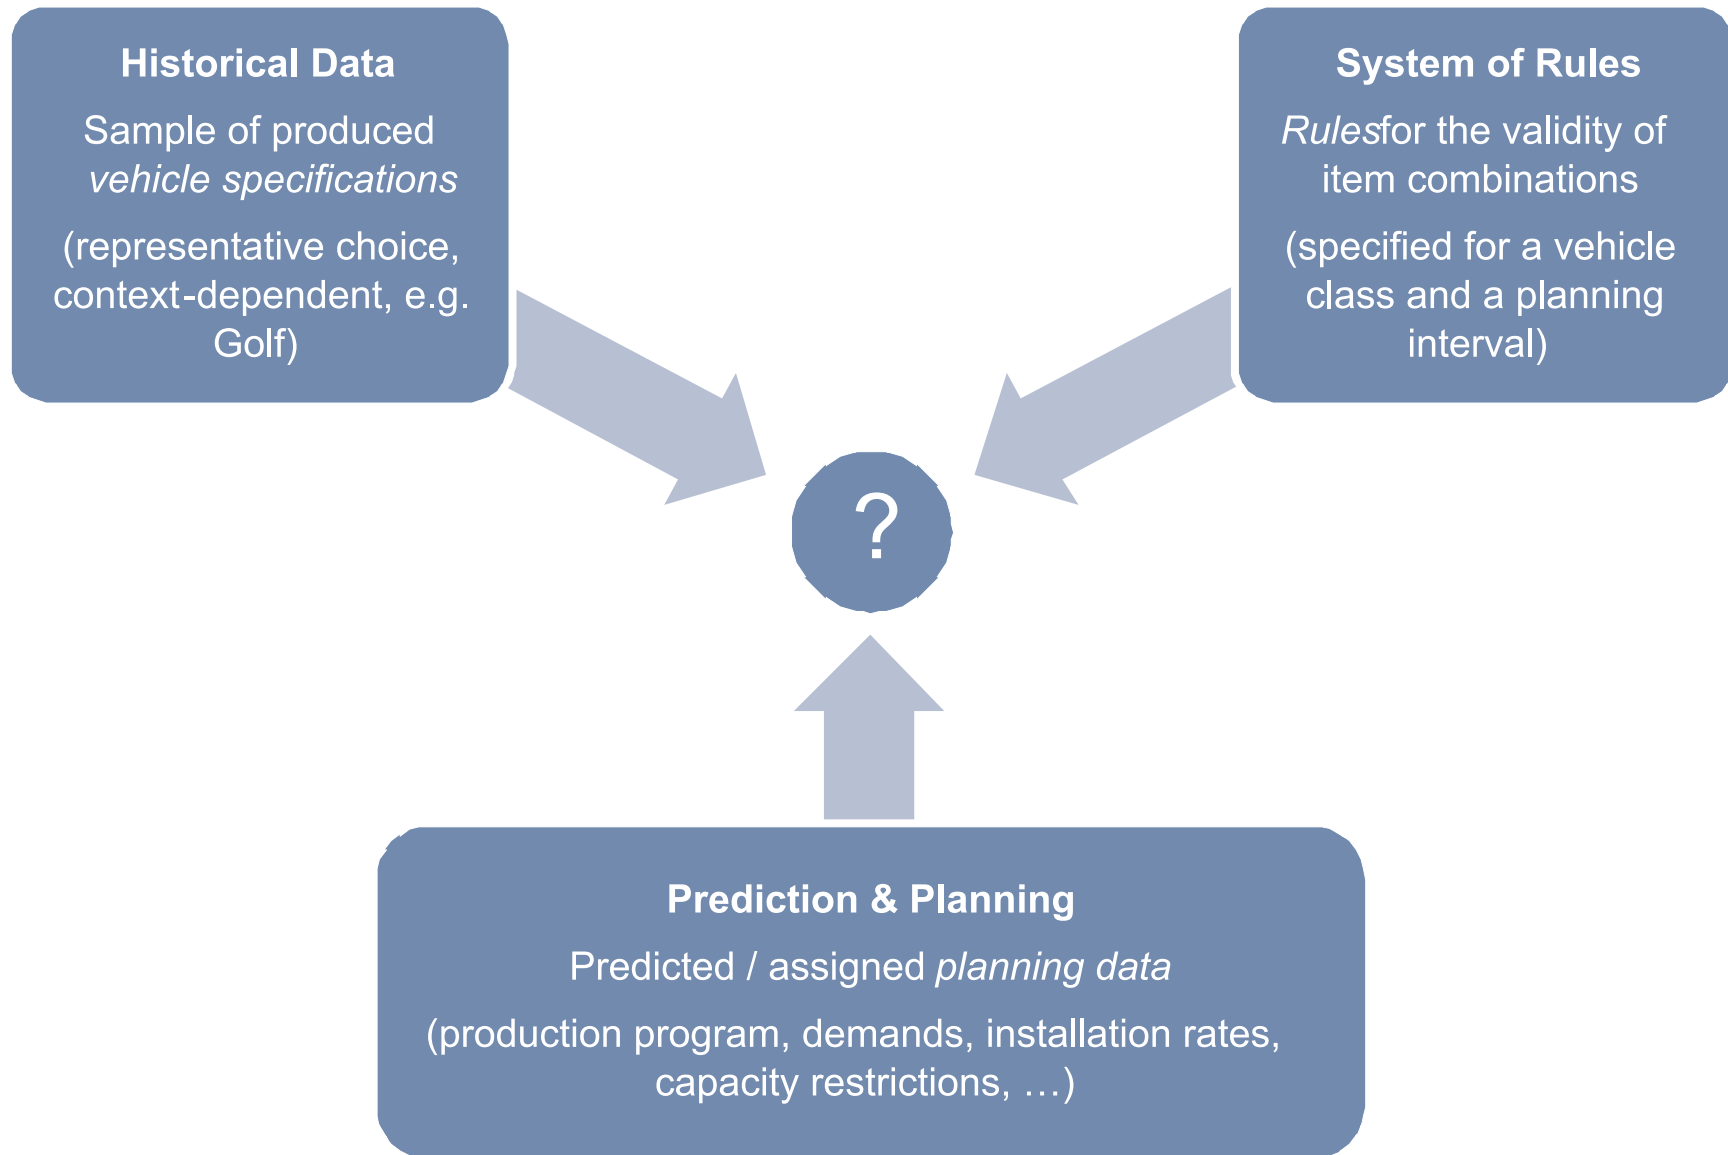 Historical Data
Sample of produced
vehicle specifications
(representative choice,
context-dependent, e.g.
Golf)
System of Rules
Rulesfor the validity of
item combinations
(specified for a vehicle
class and a planning
interval)
?
Prediction & Planning
Predicted / assigned planning data
(production program, demands, installation rates,
capacity restrictions, …)